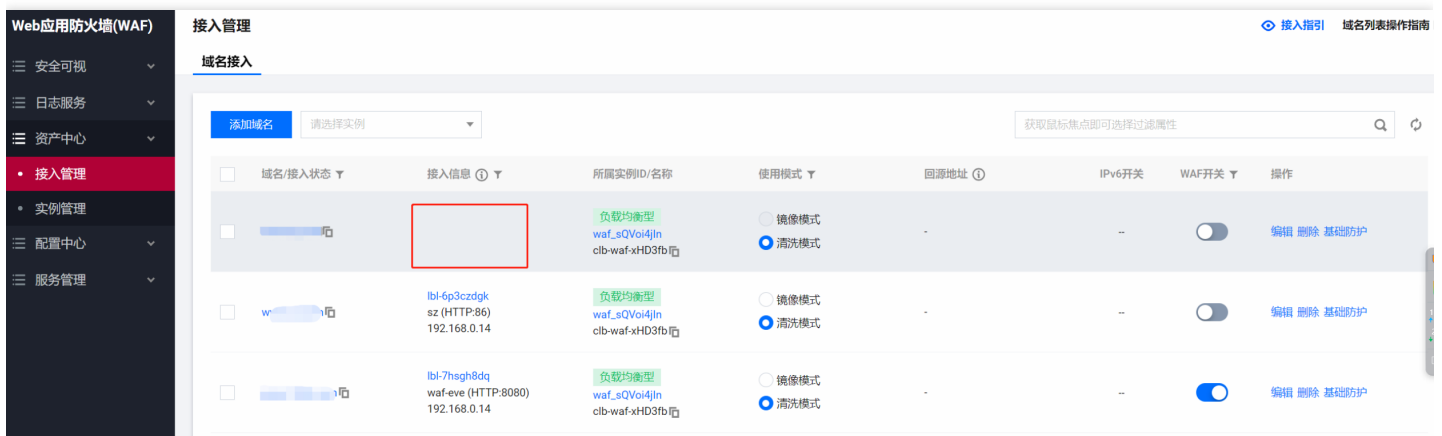 Web应用防火墙(WAF)
安全可视
日志服务
资产中心
接入管理
实例管理
配置中心
服务管理
接入管理
接入指引 域名列表操作指南
域名接入
添加域名 请选择实例 获取鼠标焦点即可选择过滤属性
域名/接入状态 接入信息 所属实例ID/名称 使用模式 回源地址 IPv6开关 WAF开关 操作
负载均衡型
waf_sQVoi4jln
clb-waf-xHD3fb
镜像模式
清洗模式
- -- 编辑 删除 基础防护
lbl-6p3czdgk
sz (HTTP:86)
192.168.0.14
负载均衡型
waf_sQVoi4jln
clb-waf-xHD3fb
镜像模式
清洗模式
- -- 编辑 删除 基础防护
lbl-7hsgh8dq
waf-eve (HTTP:8080)
192.168.0.14
负载均衡型
waf_sQVoi4jln
clb-waf-xHD3fb
镜像模式
清洗模式
- -- 编辑 删除 基础防护